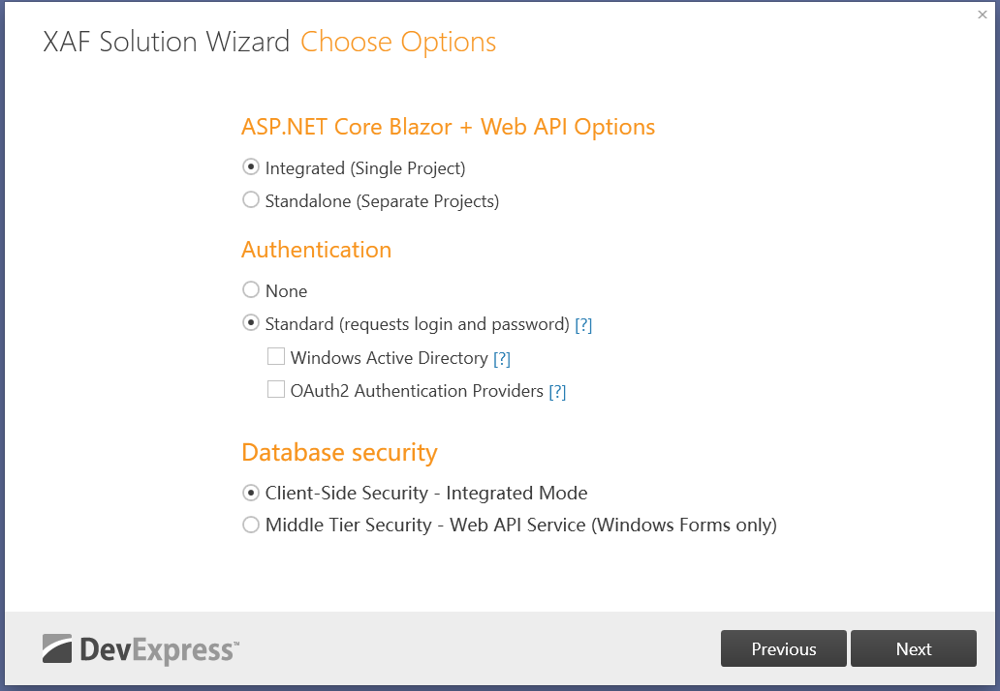 XAF Solution Wizard Choose Options
ASP.NET Core Blazor + Web API Options
Integrated (Single Project)
Standalone (Separate Projects)
Authentication
None
Standard (requests login and password) [?]
Windows Active Directory [?]
OAuth2 Authentication Providers [?]
Database security
Client-Side Security - Integrated Mode
Middle Tier Security - Web API Service (Windows Forms only)
DevExpress™
Previous
Next